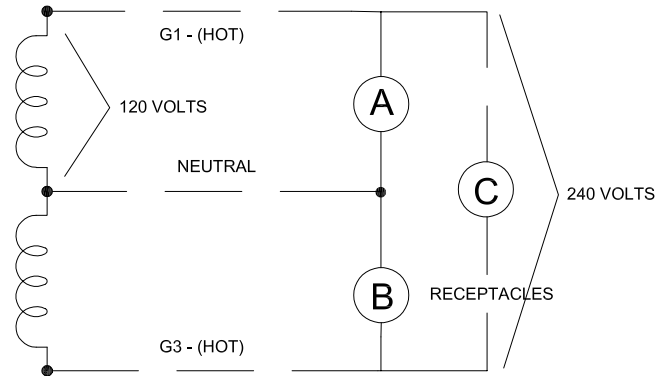 G1 - (HOT)
A
120 VOLTS
NEUTRAL
C
240 VOLTS
B
RECEPTACLES
G3 - (HOT)